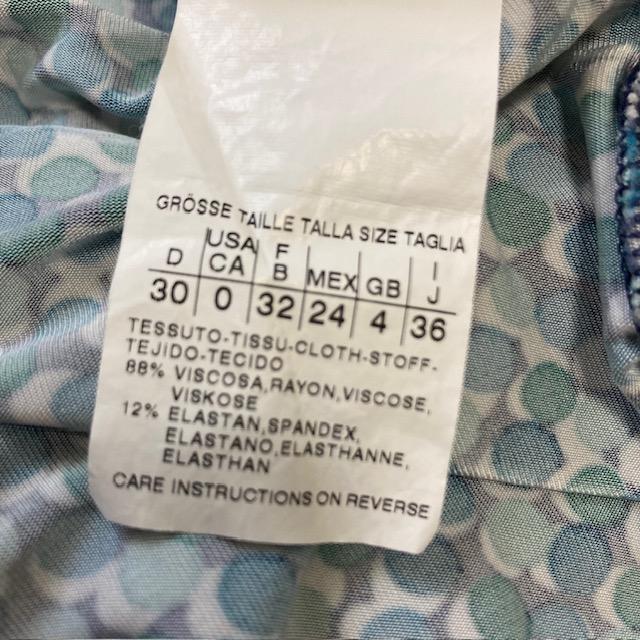 GRÖSSE TAILLE TALLA SIZE TAGLIA
D USA CA F B MEX GB I J
30 0 32 24 4 36
TESSUTO-TISSU-CLOTH-STOFF-
TEJIDO-TECIDO
88% VISCOSA,RAYON,VISCOSE,
VISKOSE
12% ELASTAN,SPANDEX,
ELASTANO,ELASTHANNE,
ELASTHAN
CARE INSTRUCTIONS ON REVERSE